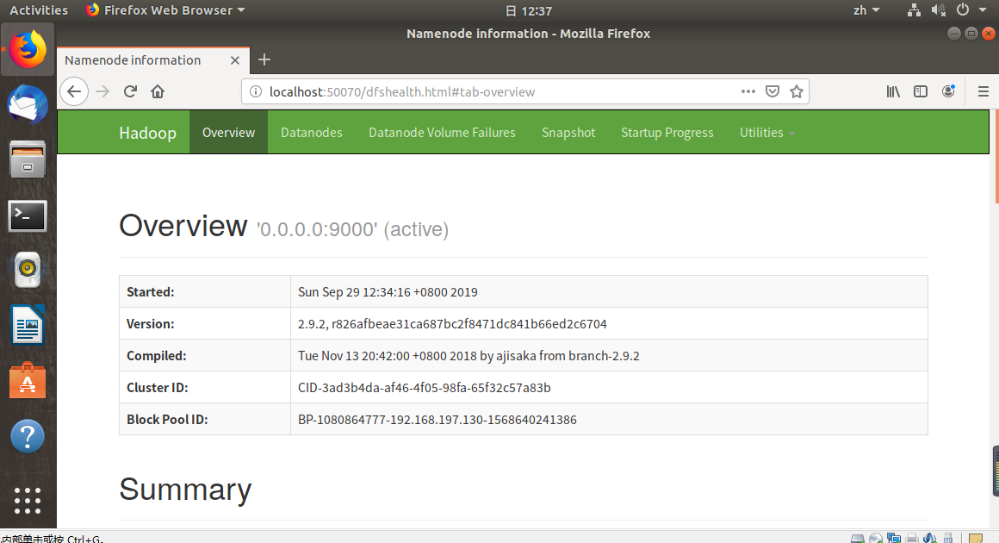 Activities Firefox Web Browser 日 12:37 zh
Namenode information - Mozilla Firefox
Namenode information
localhost:50070/dfshealth.html#tab-overview
Hadoop Overview Datanodes Datanode Volume Failures Snapshot Startup Progress Utilities
Overview '0.0.0.0:9000' (active)
Started: Sun Sep 29 12:34:16 +0800 2019
Version: 2.9.2, r826afbeae31ca687bc2f8471dc841b66ed2c6704
Compiled: Tue Nov 13 20:42:00 +0800 2018 by ajisaka from branch-2.9.2
Cluster ID: CID-3ad3b4da-af46-4f05-98fa-65f32c57a83b
Block Pool ID: BP-1080864777-192.168.197.130-1568640241386
Summary
内部单击或按 Ctrl+G。